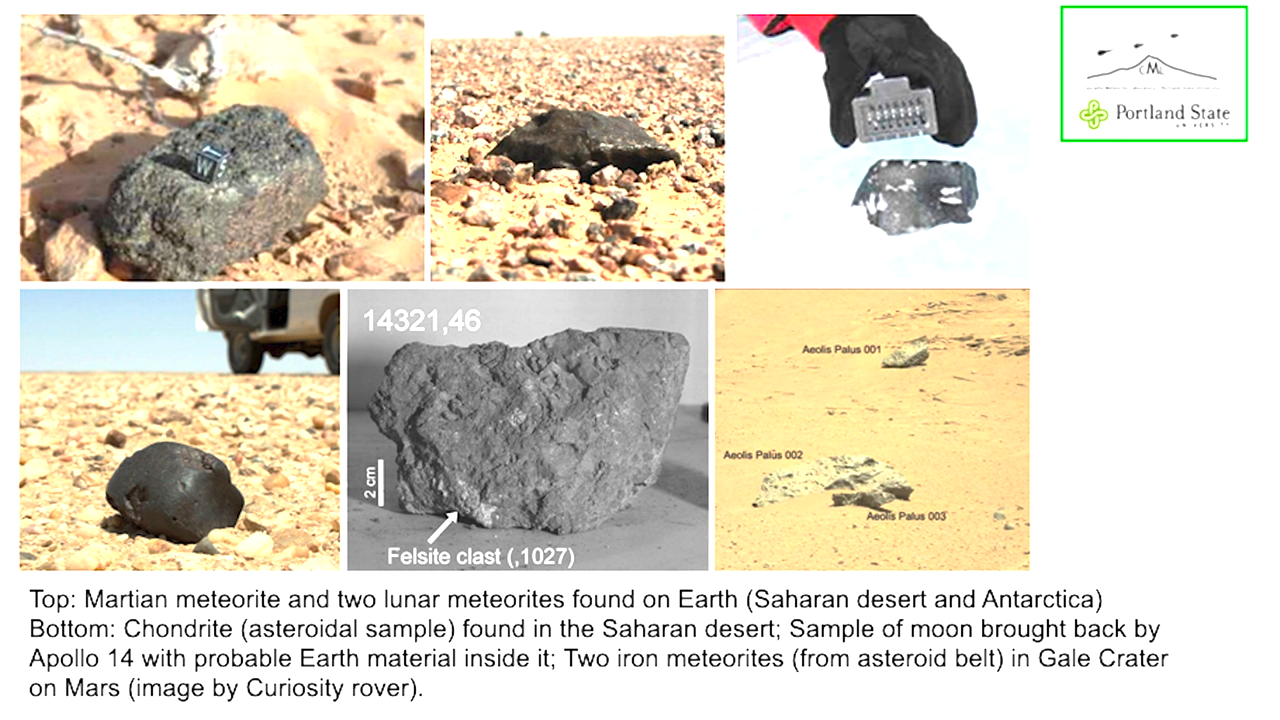 CML
Portland State
UNIVERSITY
14321,46
2 cm
Felsite clast (,1027)
Aeolis Palus 001
Aeolis Palus 002
Aeolis Palus 003
Top: Martian meteorite and two lunar meteorites found on Earth (Saharan desert and Antarctica)
Bottom: Chondrite (asteroidal sample) found in the Saharan desert; Sample of moon brought back by
Apollo 14 with probable Earth material inside it; Two iron meteorites (from asteroid belt) in Gale Crater
on Mars (image by Curiosity rover).